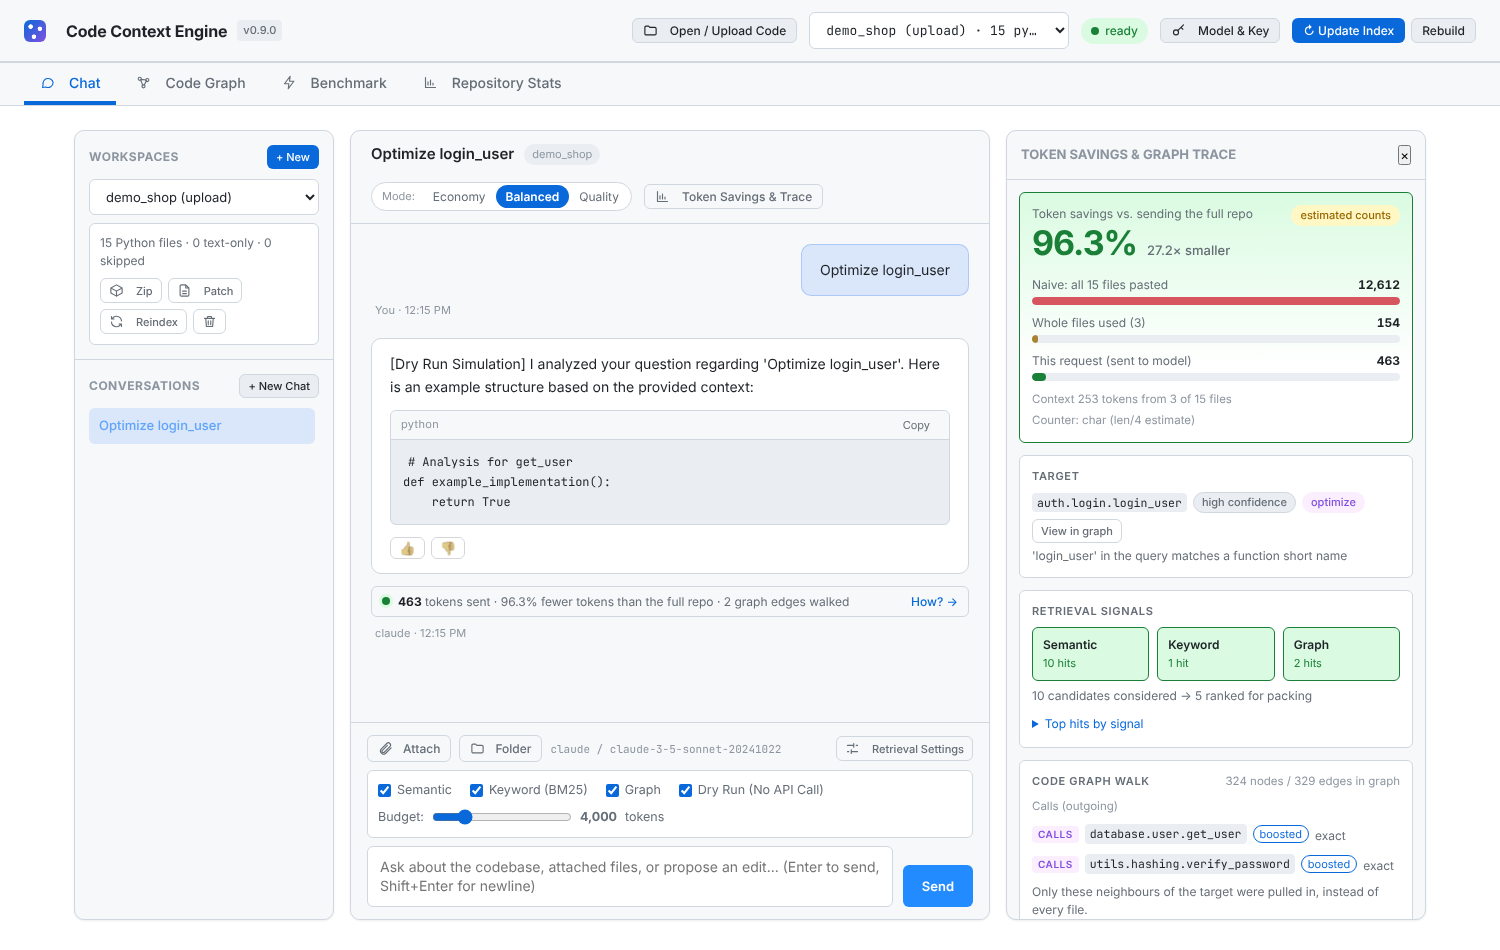 Code Context Engine
v0.9.0
Open / Upload Code
demo_shop (upload) · 15 py…
ready
Model & Key
↻ Update Index
Rebuild
Chat
Code Graph
Benchmark
Repository Stats
WORKSPACES
+ New
demo_shop (upload)
15 Python files · 0 text-only · 0
skipped
Zip
Patch
Reindex
CONVERSATIONS
+ New Chat
Optimize login_user
Optimize login_user
demo_shop
Mode:
Economy
Balanced
Quality
Token Savings & Trace
Optimize login_user
You · 12:15 PM
[Dry Run Simulation] I analyzed your question regarding 'Optimize login_user'. Here
is an example structure based on the provided context:
python
Copy
# Analysis for get_user
def example_implementation():
    return True
463 tokens sent · 96.3% fewer tokens than the full repo · 2 graph edges walked
How? →
claude · 12:15 PM
Attach
Folder
claude / claude-3-5-sonnet-20241022
Retrieval Settings
Semantic
Keyword (BM25)
Graph
Dry Run (No API Call)
Budget:
4,000 tokens
Ask about the codebase, attached files, or propose an edit... (Enter to send,
Shift+Enter for newline)
Send
TOKEN SAVINGS & GRAPH TRACE
×
Token savings vs. sending the full repo
estimated counts
96.3%
27.2× smaller
Naive: all 15 files pasted
12,612
Whole files used (3)
154
This request (sent to model)
463
Context 253 tokens from 3 of 15 files
Counter: char (len/4 estimate)
TARGET
auth.login.login_user
high confidence
optimize
View in graph
'login_user' in the query matches a function short name
RETRIEVAL SIGNALS
Semantic
10 hits
Keyword
1 hit
Graph
2 hits
10 candidates considered → 5 ranked for packing
Top hits by signal
CODE GRAPH WALK
324 nodes / 329 edges in graph
Calls (outgoing)
CALLS
database.user.get_user
boosted
exact
CALLS
utils.hashing.verify_password
boosted
exact
Only these neighbours of the target were pulled in, instead of
every file.